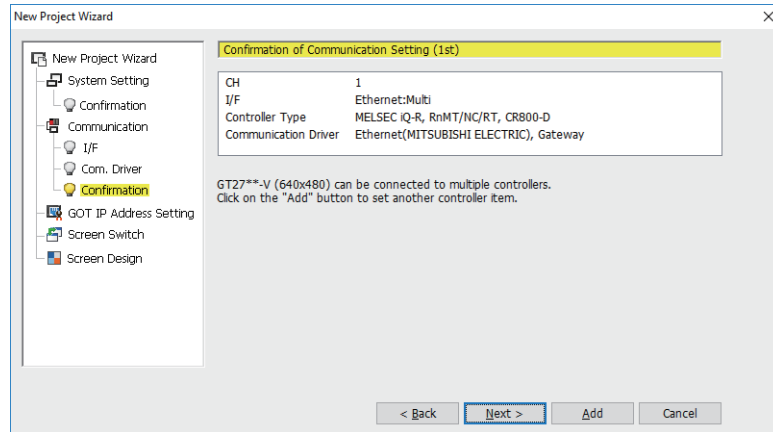 New Project Wizard
New Project Wizard
System Setting
Confirmation
Communication
I/F
Com. Driver
Confirmation
GOT IP Address Setting
Screen Switch
Screen Design
Confirmation of Communication Setting (1st)
CH 1
I/F Ethernet:Multi
Controller Type MELSEC iQ-R, RnMT/NC/RT, CR800-D
Communication Driver Ethernet(MITSUBISHI ELECTRIC), Gateway
GT27**-V (640x480) can be connected to multiple controllers.
Click on the "Add" button to set another controller item.
< Back Next > Add Cancel